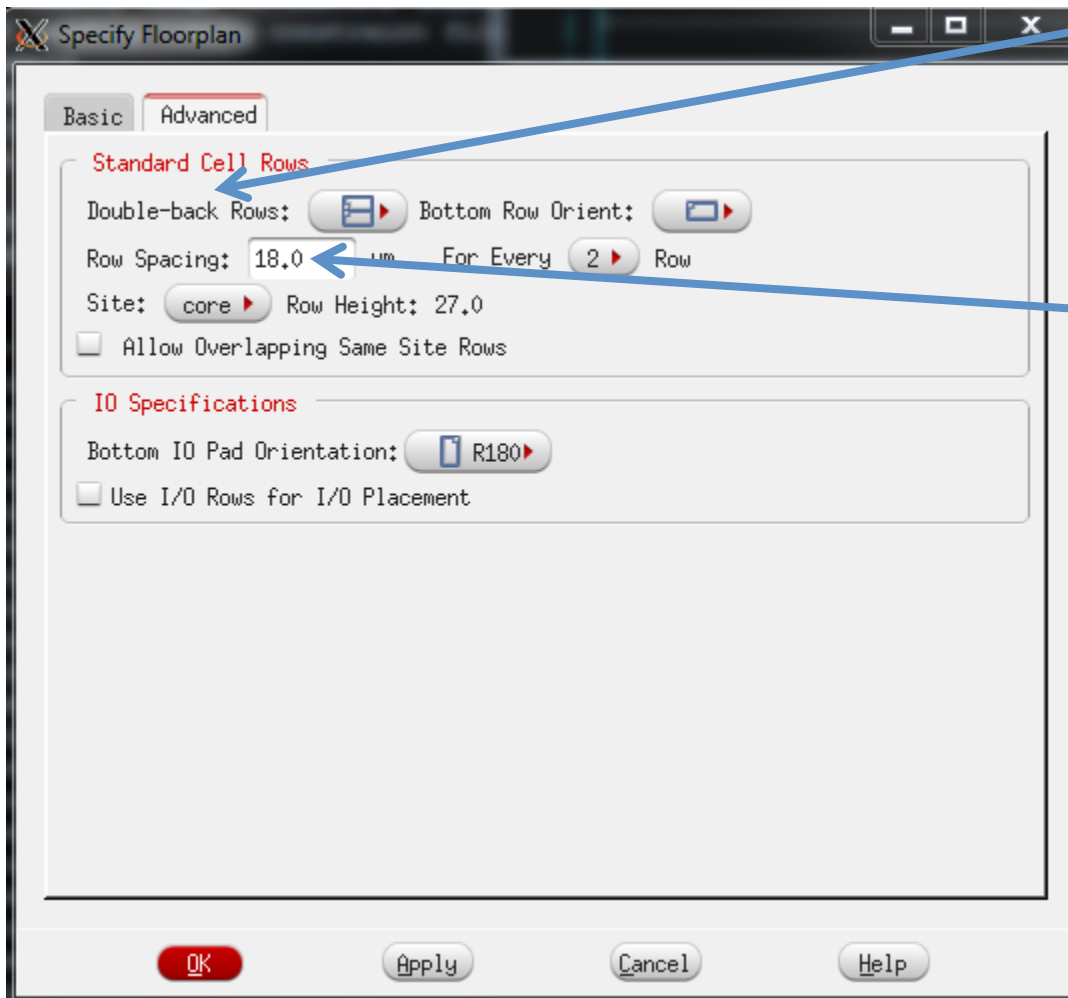 Specify Floorplan
Basic Advanced
Standard Cell Rows
Double-back Rows: Bottom Row Orient:
Row Spacing: 18.0 um For Every 2 Row
Site: core Row Height: 27.0
Allow Overlapping Same Site Rows
IO Specifications
Bottom IO Pad Orientation: R180
Use I/O Rows for I/O Placement
OK Apply Cancel Help